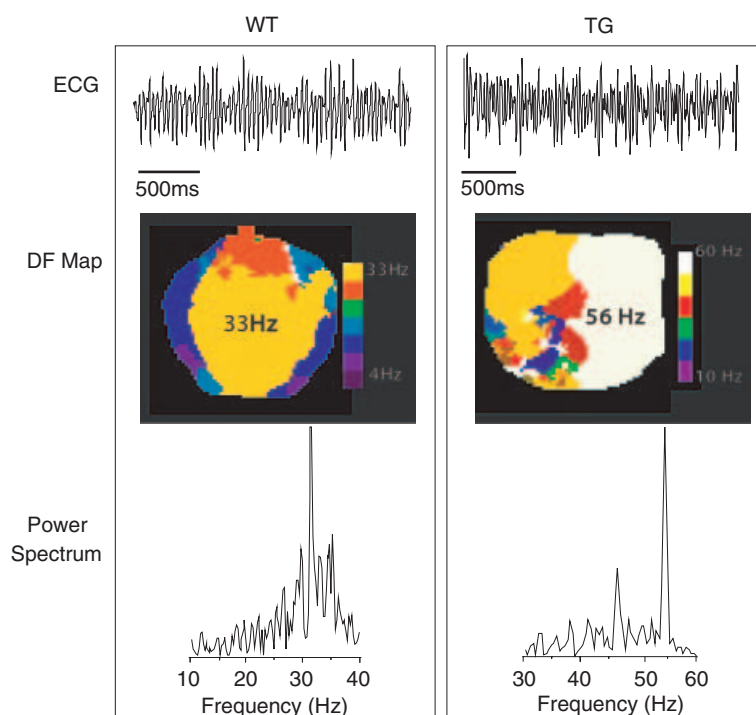 WT
TG
ECG
500ms
500ms
DF Map
33Hz
33Hz
4Hz
56 Hz
60 Hz
10 Hz
Power
Spectrum
10 20 30 40
Frequency (Hz)
30 40 50 60
Frequency (Hz)